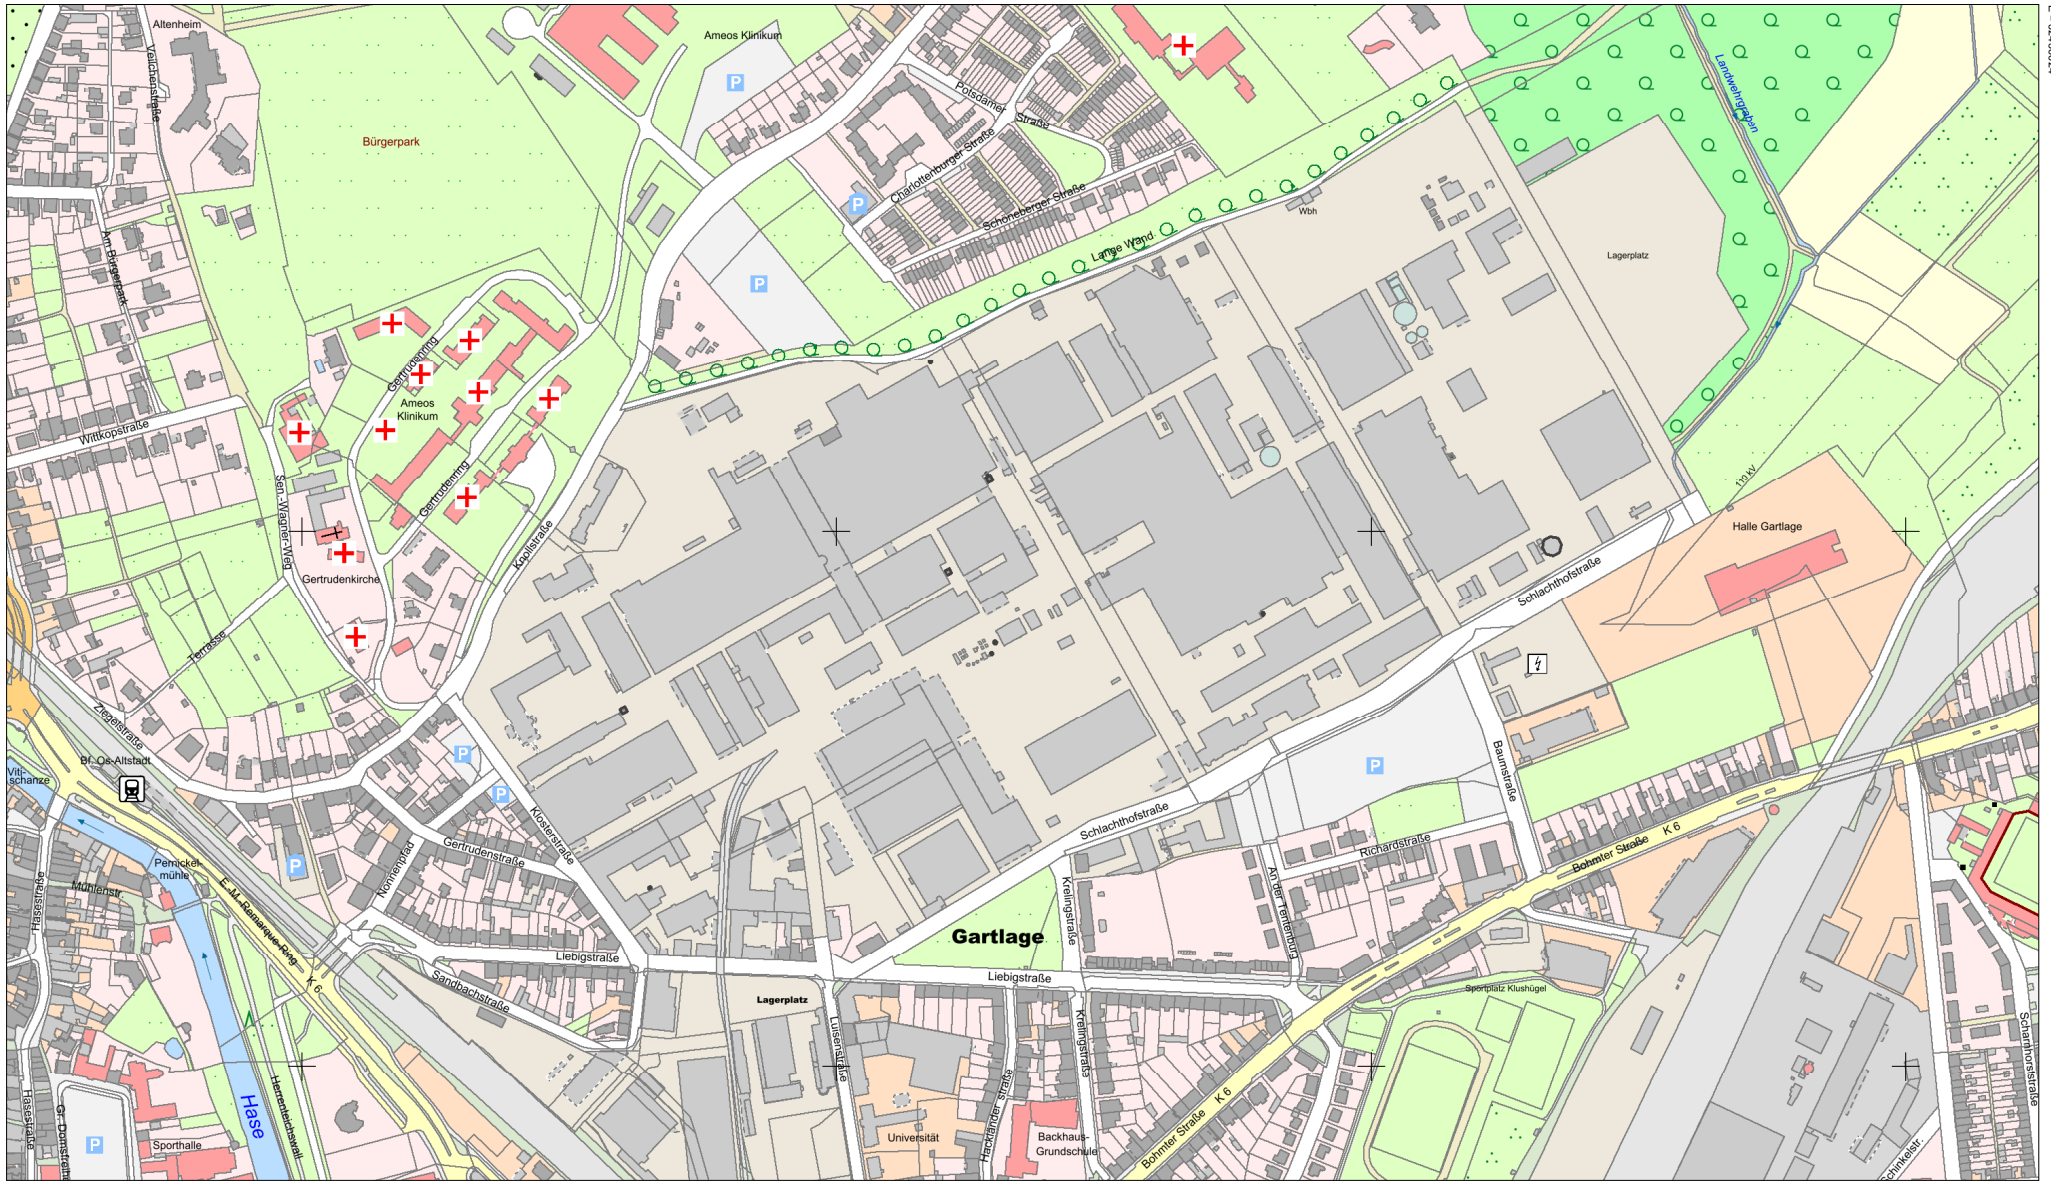 Altenheim
Veilchenstraße
Ameos Klinikum
P
Bürgerpark
Potsdamer
Straße
Charlottenburger Straße
Schöneberger Straße
P
Landwehrgraben
Wbh
Lange Wand
Lagerplatz
Am Bürgerpark
P
Gertrudenring
Ameos
Klinikum
Wittkopstraße
Gertrudenring
Sen.-Wagner-Weg
Knollstraße
110 kV
Halle Gartlage
Gertrudenkirche
Schlachthofstraße
Terrasse
Ziegelstraße
Bf. Os-Altstadt
Viti-
schanze
P
P
P
Baumstraße
Klosterstraße
Schlachthofstraße
Richardstraße
Bohmter Straße
K 6
Gertrudenstraße
Nonnenpfad
P
Pernickel-
mühle
Mühlenstr.
Hasestraße
E.-M.-Remarque-Ring
K 6
Krellingstraße
An der Tentenburg
Gartlage
Liebigstraße
Liebigstraße
Sandbachstraße
Lagerplatz
Sportplatz Klushügel
Luisenstraße
Krellingstraße
Scharnhorststraße
Hackländer straße
Bohmter Straße
K 6
Hase
Herrenteichswall
Hasestraße
Gr. Domsfreiheit
P
Sporthalle
Universität
Backhaus-
Grundschule
Schinkelstr.